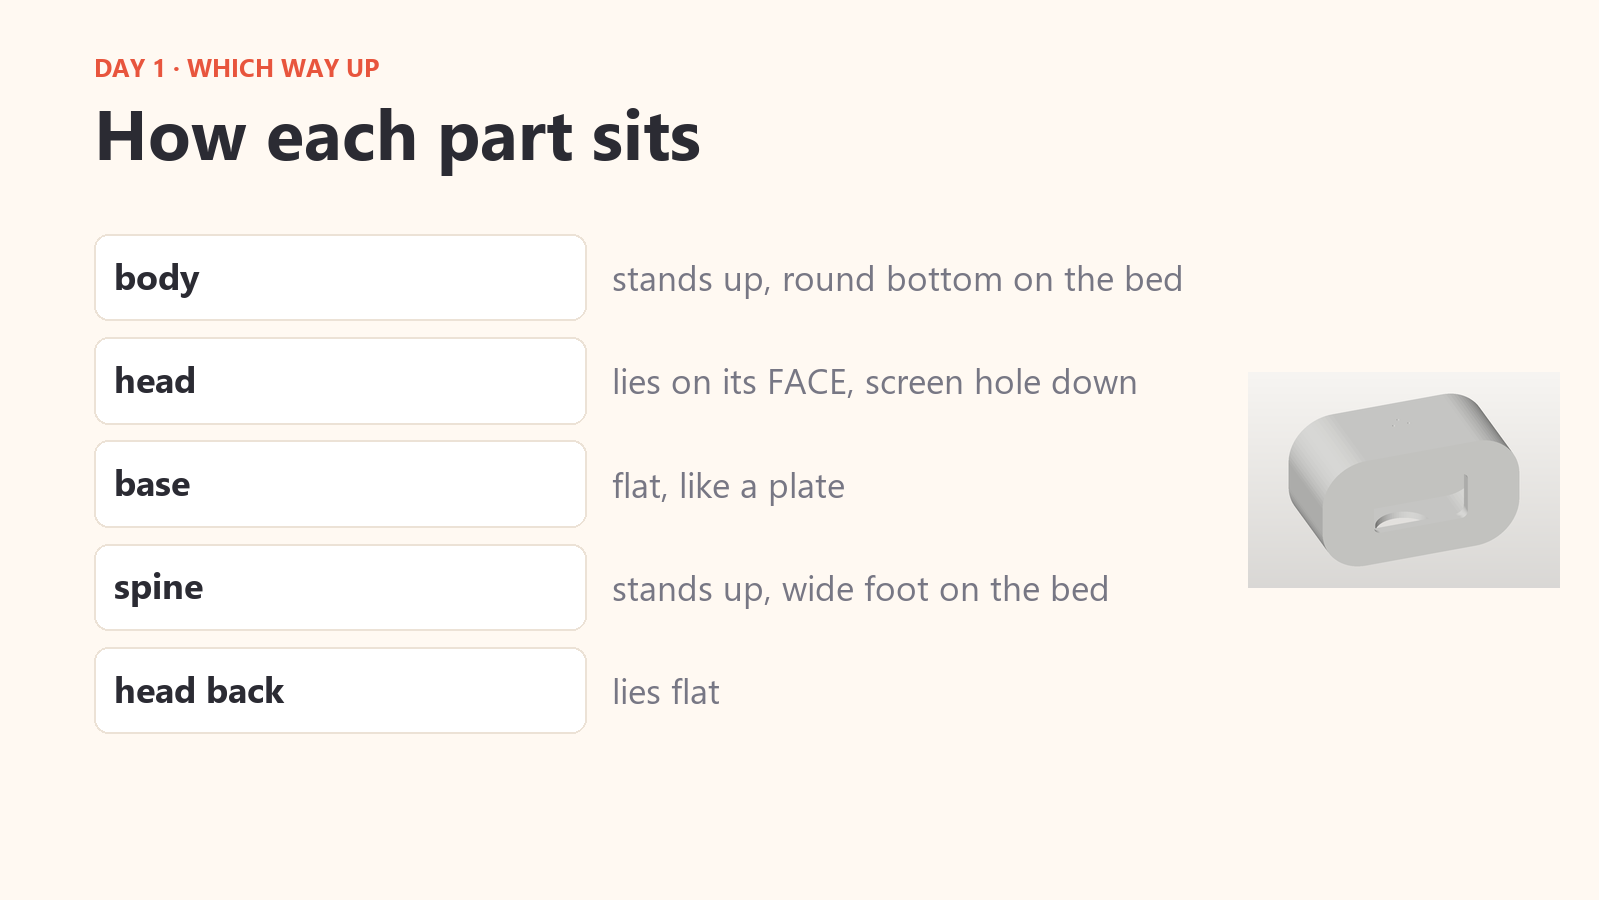 DAY 1 · WHICH WAY UP
How each part sits
body
stands up, round bottom on the bed
head
lies on its FACE, screen hole down
base
flat, like a plate
spine
stands up, wide foot on the bed
head back
lies flat